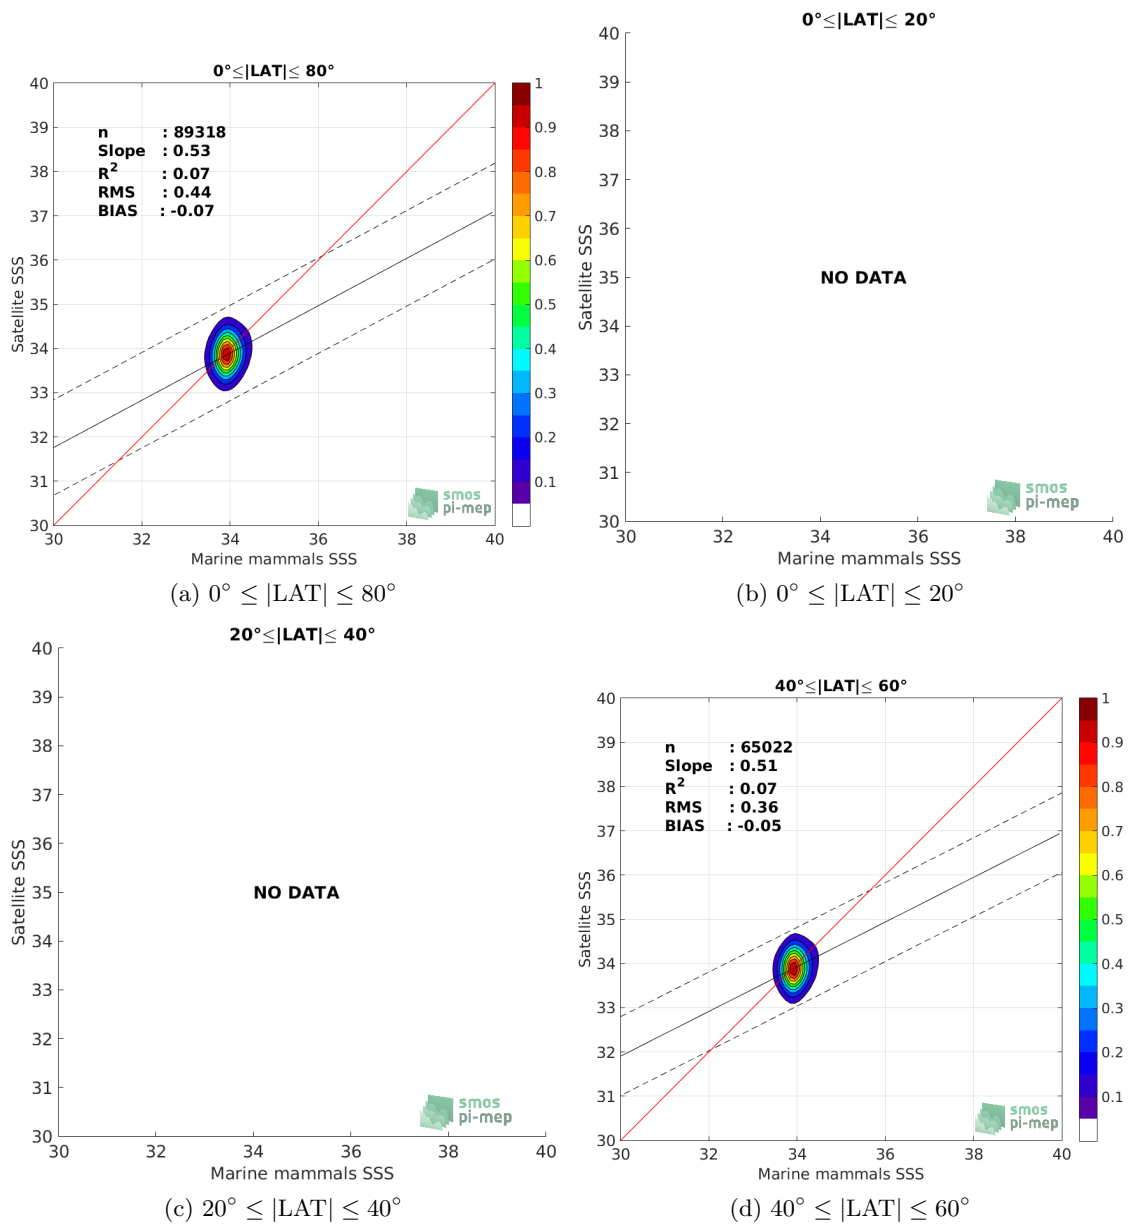 0°≤|LAT|≤ 80°
40
39
38
37
36
35
34
33
32
31
30
Satellite SSS
n : 89318
Slope : 0.53
R² : 0.07
RMS : 0.44
BIAS : -0.07
smos
pi-mep
30 32 34 36 38 40
Marine mammals SSS
1
0.9
0.8
0.7
0.6
0.5
0.4
0.3
0.2
0.1
(a) 0° ≤ |LAT| ≤ 80°
0°≤|LAT|≤ 20°
40
39
38
37
36
35
34
33
32
31
30
Satellite SSS
NO DATA
smos
pi-mep
30 32 34 36 38 40
Marine mammals SSS
(b) 0° ≤ |LAT| ≤ 20°
20°≤|LAT|≤ 40°
40
39
38
37
36
35
34
33
32
31
30
Satellite SSS
NO DATA
smos
pi-mep
30 32 34 36 38 40
Marine mammals SSS
(c) 20° ≤ |LAT| ≤ 40°
40°≤|LAT|≤ 60°
40
39
38
37
36
35
34
33
32
31
30
Satellite SSS
n : 65022
Slope : 0.51
R² : 0.07
RMS : 0.36
BIAS : -0.05
smos
pi-mep
30 32 34 36 38 40
Marine mammals SSS
1
0.9
0.8
0.7
0.6
0.5
0.4
0.3
0.2
0.1
(d) 40° ≤ |LAT| ≤ 60°